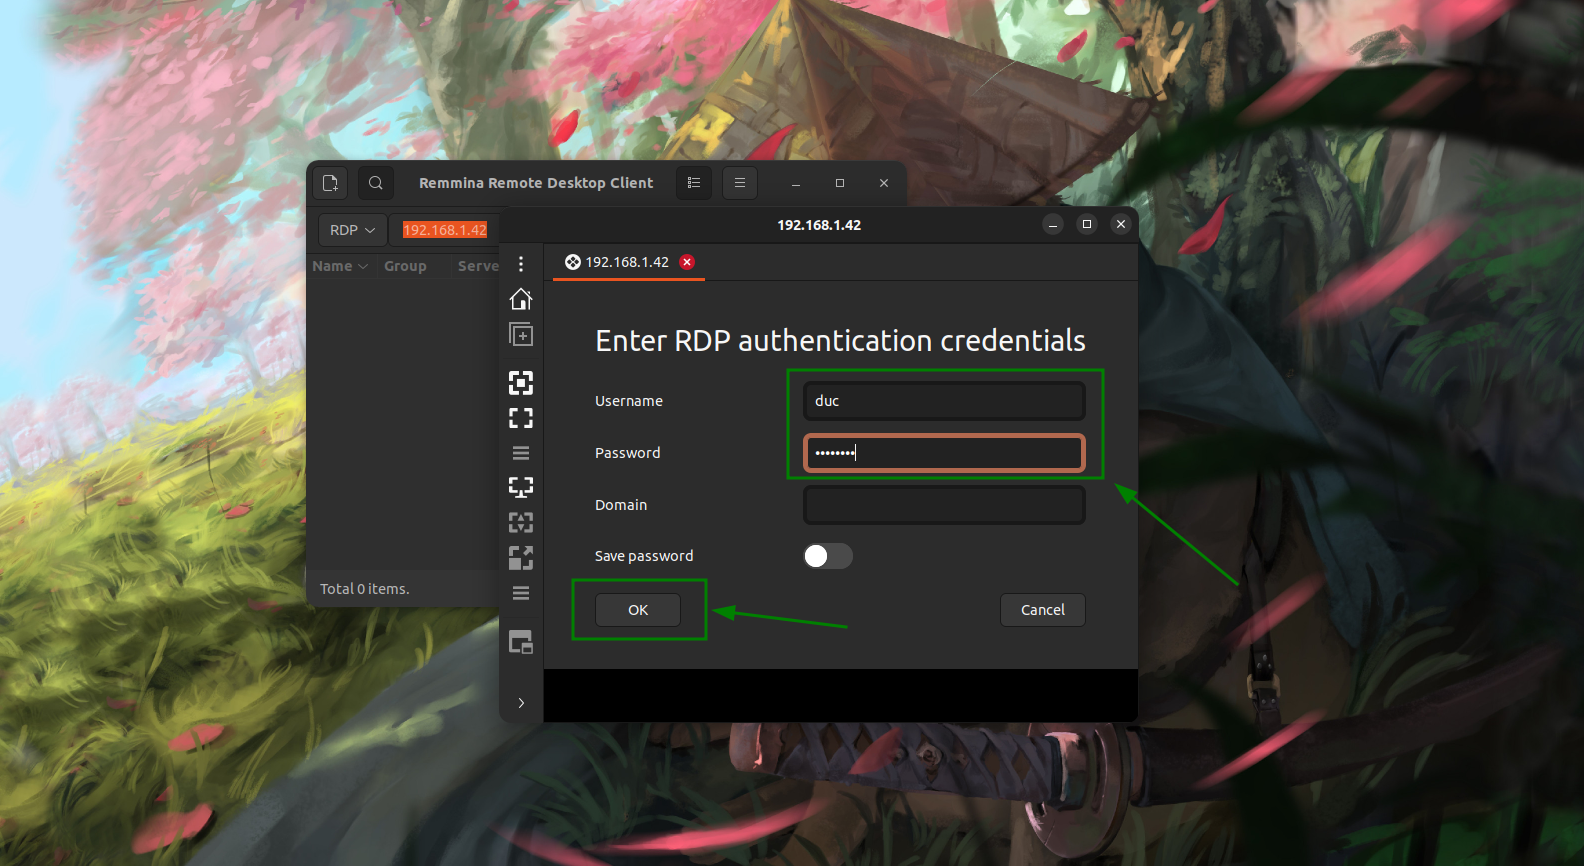 Remmina Remote Desktop Client
RDP
192.168.1.42
Name
Group
Serve
Total 0 items.
192.168.1.42
192.168.1.42
Enter RDP authentication credentials
Username
duc
Password
••••••••
Domain
Save password
OK
Cancel